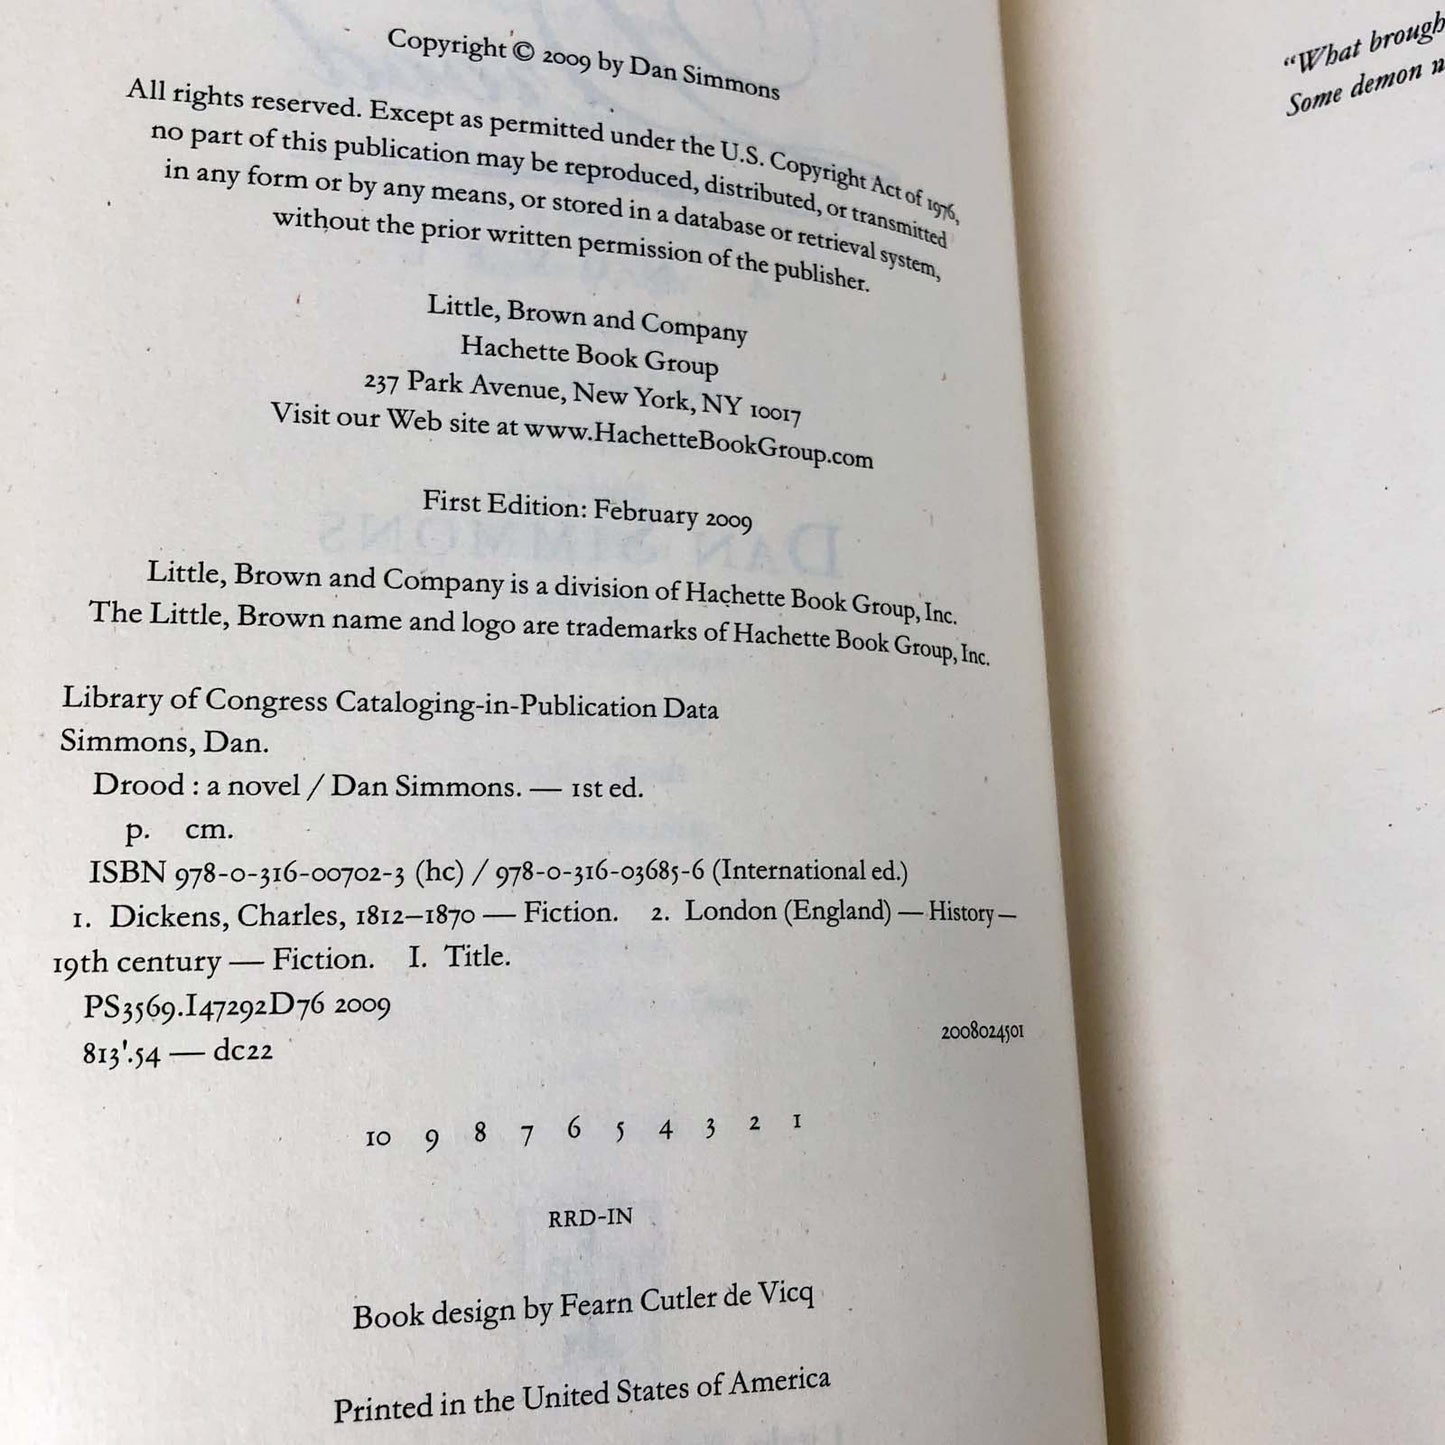 Copyright © 2009 by Dan Simmons
All rights reserved. Except as permitted under the U.S. Copyright Act of 1976,
no part of this publication may be reproduced, distributed, or transmitted
in any form or by any means, or stored in a database or retrieval system,
without the prior written permission of the publisher.
Little, Brown and Company
Hachette Book Group
237 Park Avenue, New York, NY 10017
Visit our Web site at www.HachetteBookGroup.com
First Edition: February 2009
Little, Brown and Company is a division of Hachette Book Group, Inc.
The Little, Brown name and logo are trademarks of Hachette Book Group, Inc.
Library of Congress Cataloging-in-Publication Data
Simmons, Dan.
Drood : a novel / Dan Simmons. — 1st ed.
p. cm.
ISBN 978-0-316-00702-3 (hc) / 978-0-316-03685-6 (International ed.)
1. Dickens, Charles, 1812–1870 — Fiction. 2. London (England) — History —
19th century — Fiction. I. Title.
PS3569.I47292D76 2009
813'.54 — dc22
2008024501
10 9 8 7 6 5 4 3 2 1
RRD-IN
Book design by Fearn Cutler de Vicq
Printed in the United States of America
“What brough
Some demon